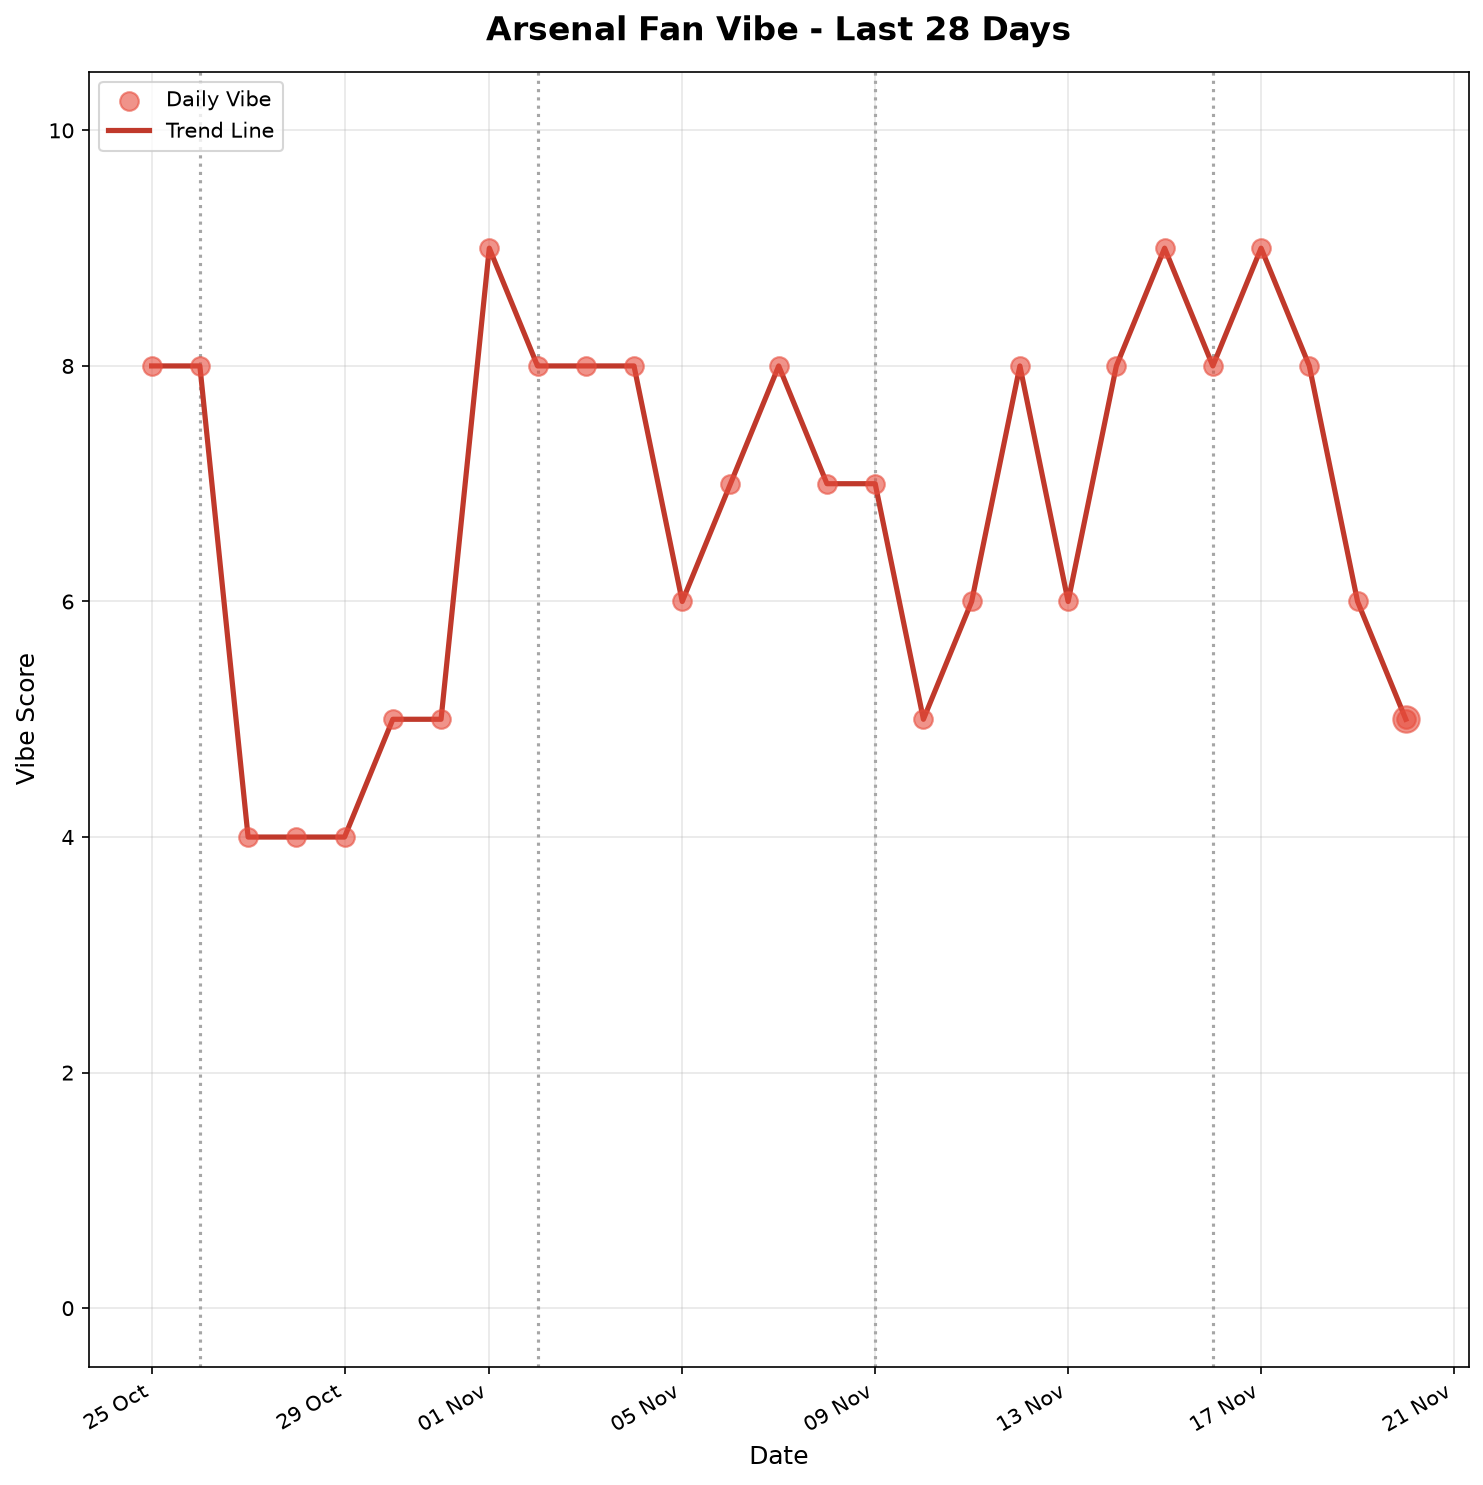 Arsenal Fan Vibe - Last 28 Days
Daily Vibe
Trend Line
10
8
6
4
2
0
Vibe Score
25 Oct
29 Oct
01 Nov
05 Nov
09 Nov
13 Nov
17 Nov
21 Nov
Date